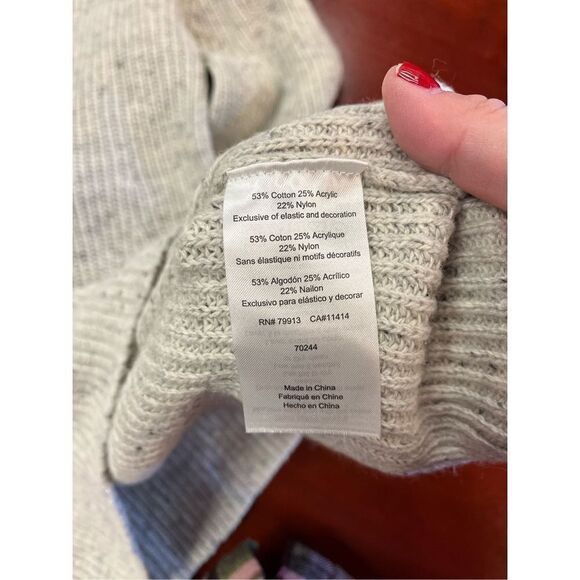 53% Cotton 25% Acrylic
22% Nylon
Exclusive of elastic and decoration
53% Coton 25% Acrylique
22% Nylon
Sans élastique ni motifs décoratifs
53% Algodón 25% Acrílico
22% Nailon
Exclusivo para elástico y decorar
RN# 79913 CA#11414
70244
Made in China
Fabriqué en Chine
Hecho en China